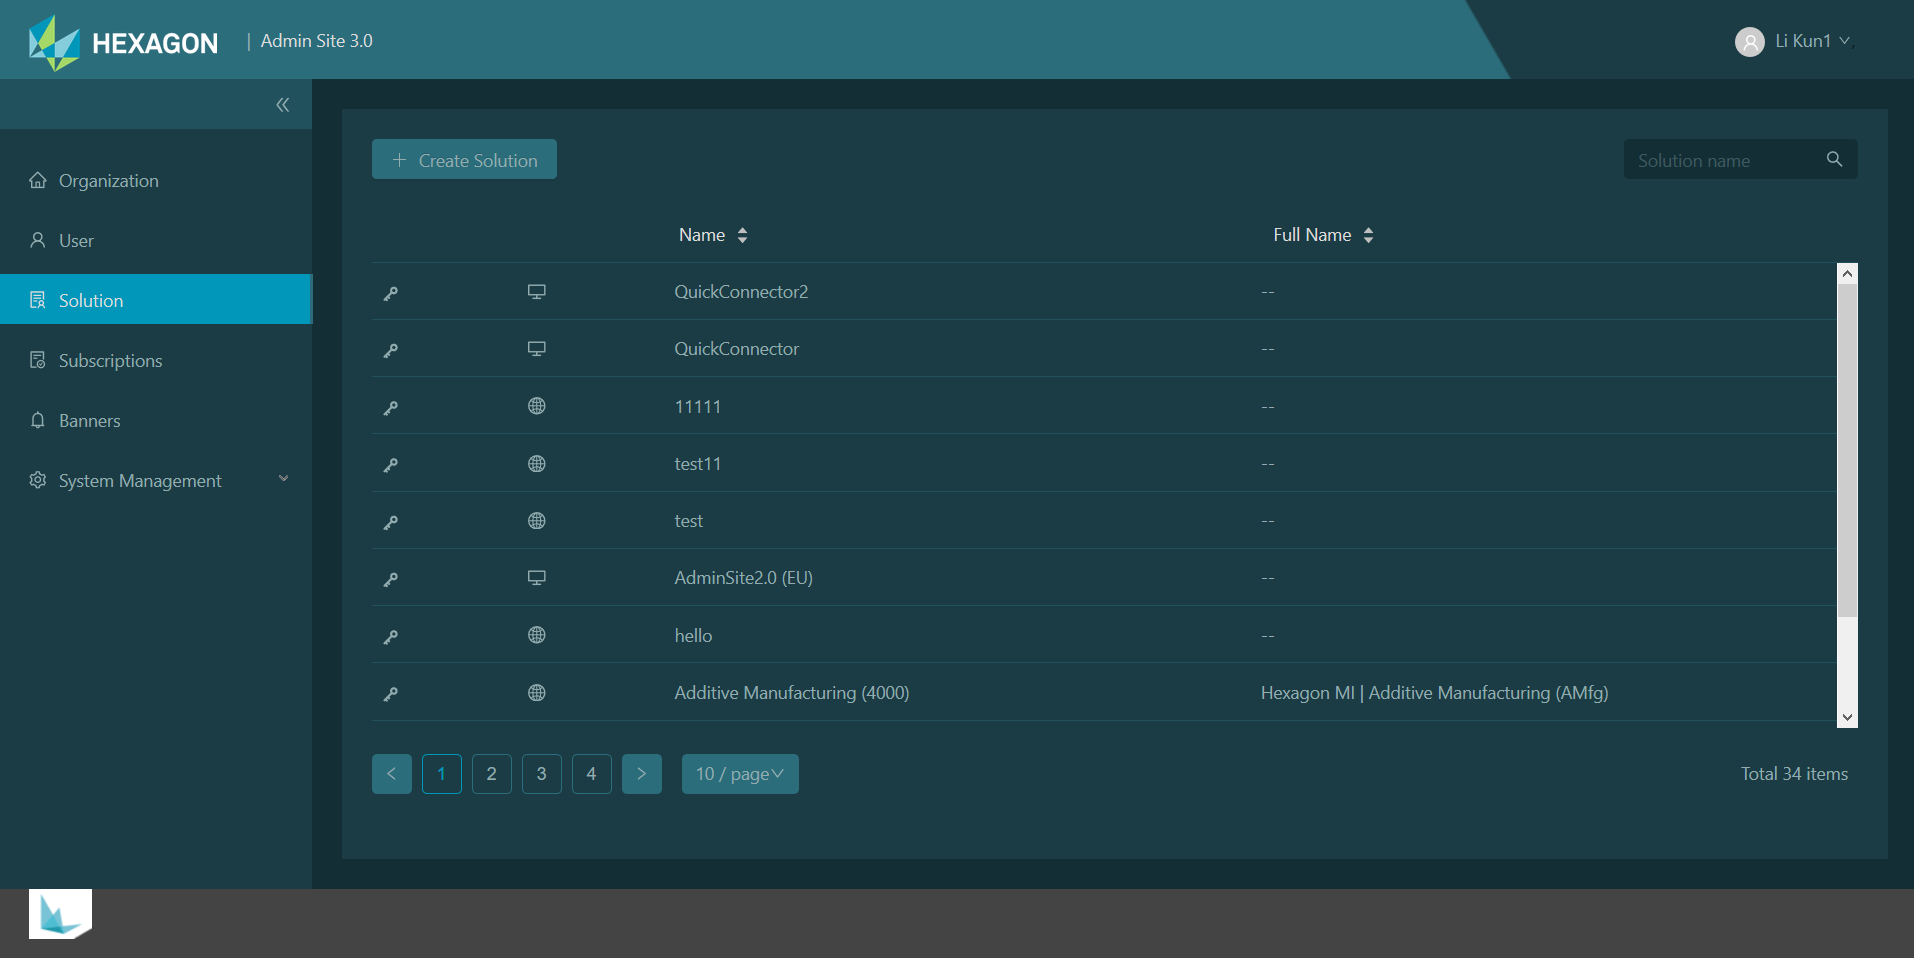 HEXAGON | Admin Site 3.0
Li Kun1
Organization
User
Solution
Subscriptions
Banners
System Management
Create Solution
Solution name
Name Full Name
QuickConnector2 --
QuickConnector --
11111 --
test11 --
test --
AdminSite2.0 (EU) --
hello --
Additive Manufacturing (4000) Hexagon MI | Additive Manufacturing (AMfg)
< 1 2 3 4 > 10 / page Total 34 items